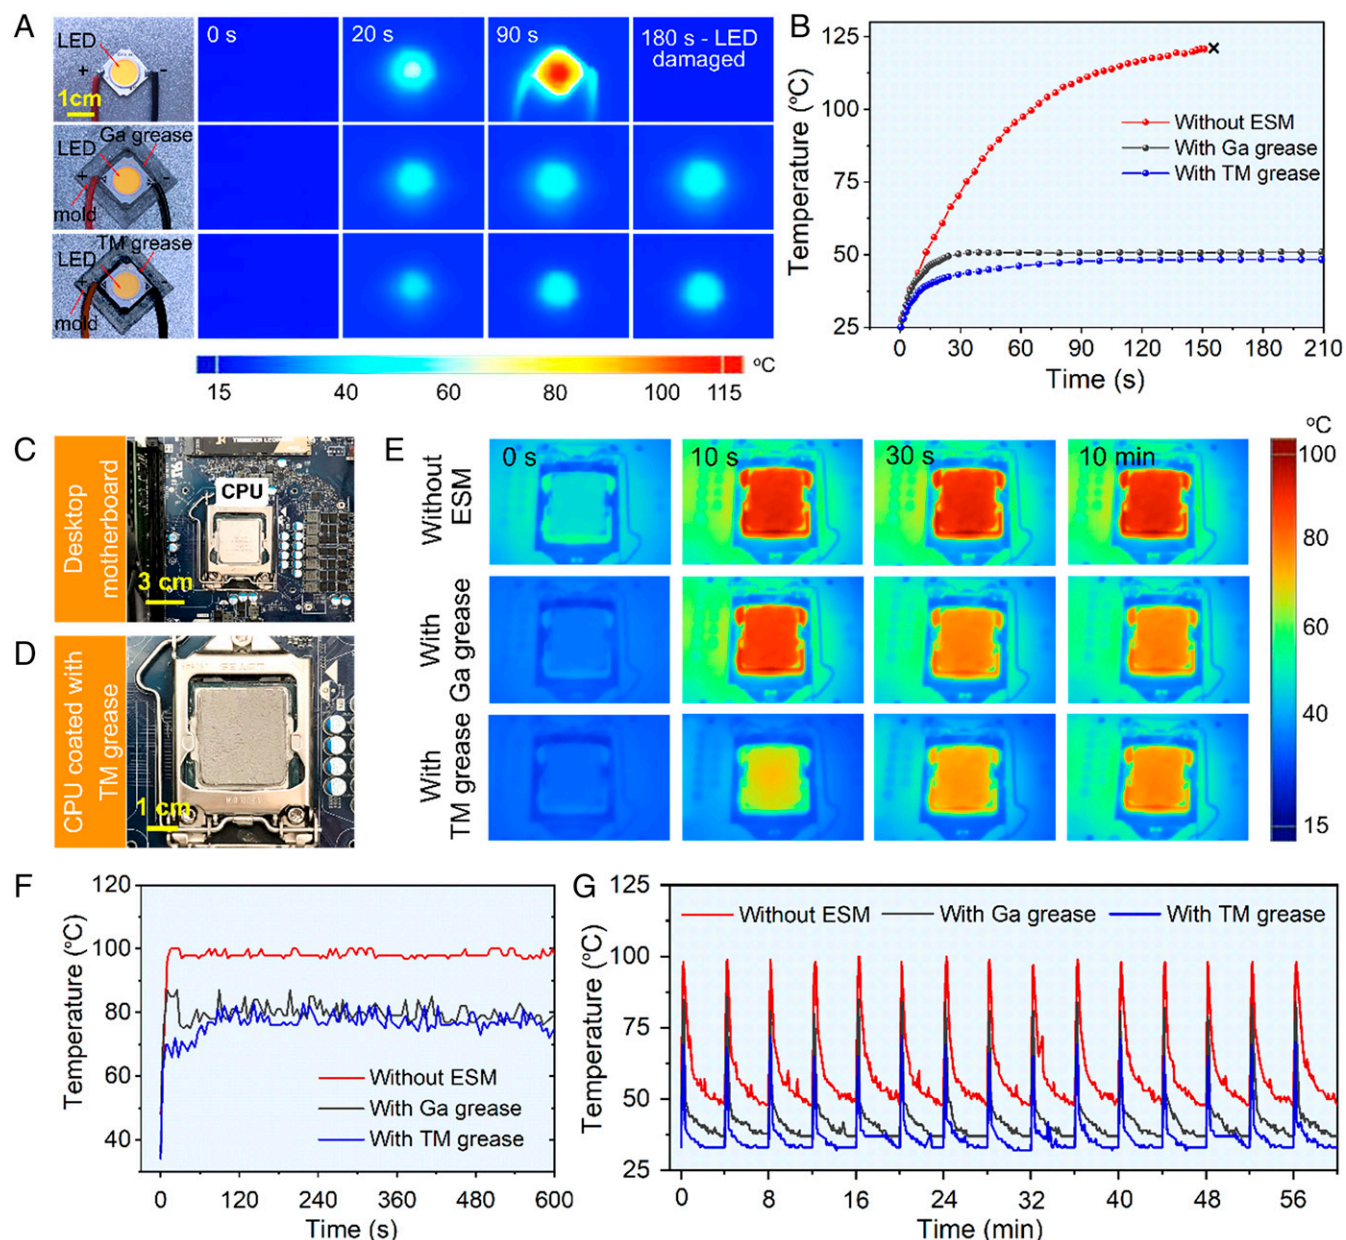 A
LED
+
-
1cm
Ga grease
LED
+
-
mold
TM grease
LED
mold
0 s
20 s
90 s
180 s - LED
damaged
15
40
60
80
100
115
oC
B
Temperature (oC)
125
100
75
50
25
Without ESM
With Ga grease
With TM grease
0
30
60
90
120
150
180
210
Time (s)
C
Desktop
motherboard
CPU
3 cm
D
CPU coated with
TM grease
1 cm
E
0 s
10 s
30 s
10 min
Without
ESM
With
Ga grease
With
TM grease
oC
100
80
60
40
15
F
Temperature (oC)
120
100
80
60
40
Without ESM
With Ga grease
With TM grease
0
120
240
360
480
600
Time (s)
G
Temperature (oC)
125
100
75
50
25
Without ESM
With Ga grease
With TM grease
0
8
16
24
32
40
48
56
Time (min)